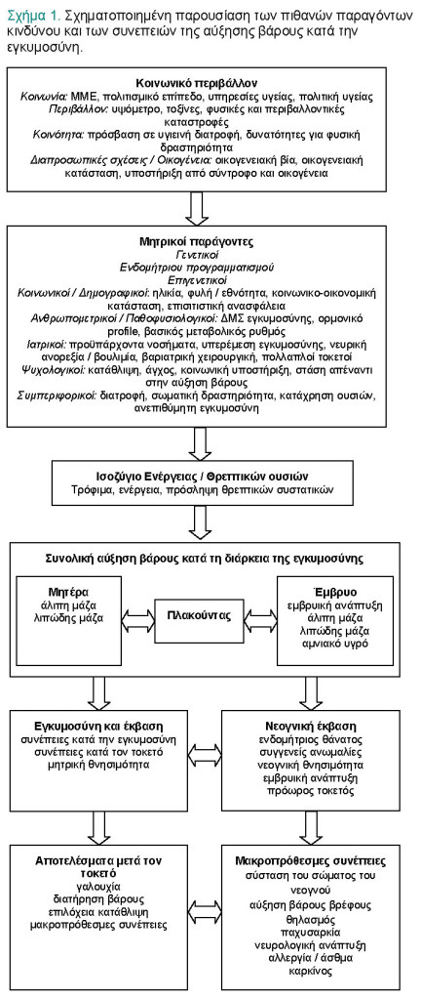 Σχήμα 1. Σχηματοποιημένη παρουσίαση των πιθανών παραγόντων
κινδύνου και των συνεπειών της αύξησης βάρους κατά την
εγκυμοσύνη.
Κοινωνικό περιβάλλον
Κοινωνία: ΜΜΕ, πολιτισμικό επίπεδο, υπηρεσίες υγείας, πολιτική υγείας
Περιβάλλον: υψόμετρο, τοξίνες, φυσικές και περιβαλλοντικές
καταστροφές
Κοινότητα: πρόσβαση σε υγιεινή διατροφή, δυνατότητες για φυσική
δραστηριότητα
Διαπροσωπικές σχέσεις / Οικογένεια: οικογενειακή βία, οικογενειακή
κατάσταση, υποστήριξη από σύντροφο και οικογένεια
Μητρικοί παράγοντες
Γενετικοί
Ενδομήτριου προγραμματισμού
Επιγενετικοί
Κοινωνικοί / Δημογραφικοί: ηλικία, φυλή / εθνότητα, κοινωνικο-οικονομική
κατάσταση, επισιτιστική ανασφάλεια
Ανθρωπομετρικοί / Παθοφυσιολογικοί: ΔΜΣ εγκυμοσύνης, ορμονικό
profile, βασικός μεταβολικός ρυθμός
Ιατρικοί: προϋπάρχοντα νοσήματα, υπερέμεση εγκυμοσύνης, νευρική
ανορεξία / βουλιμία, βαριατρική χειρουργική, πολλαπλοί τοκετοί
Ψυχολογικοί: κατάθλιψη, άγχος, κοινωνική υποστήριξη, στάση απέναντι
στην αύξηση βάρους
Συμπεριφορικοί: διατροφή, σωματική δραστηριότητα, κατάχρηση ουσιών,
ανεπιθύμητη εγκυμοσύνη
Ισοζύγιο Ενέργειας / Θρεπτικών ουσιών
Τρόφιμα, ενέργεια, πρόσληψη θρεπτικών συστατικών
Συνολική αύξηση βάρους κατά τη διάρκεια της εγκυμοσύνης
Μητέρα
άλιπη μάζα
λιπώδης μάζα
Πλακούντας
Έμβρυο
εμβρυική ανάπτυξη
άλιπη μάζα
λιπώδης μάζα
αμνιακό υγρό
Εγκυμοσύνη και έκβαση
συνέπειες κατά την εγκυμοσύνη
συνέπειες κατά τον τοκετό
μητρική θνησιμότητα
Νεογνική έκβαση
ενδομήτριος θάνατος
συγγενείς ανωμαλίες
νεογνική θνησιμότητα
εμβρυική ανάπτυξη
πρόωρος τοκετός
Αποτελέσματα μετά τον
τοκετό
γαλουχία
διατήρηση βάρους
επιλόχεια κατάθλιψη
μακροπρόθεσμες συνέπειες
Μακροπρόθεσμες συνέπειες
σύσταση του σώματος του
νεογνού
αύξηση βάρους βρέφους
θηλασμός
παχυσαρκία
νευρολογική ανάπτυξη
αλλεργία / άσθμα
καρκίνος